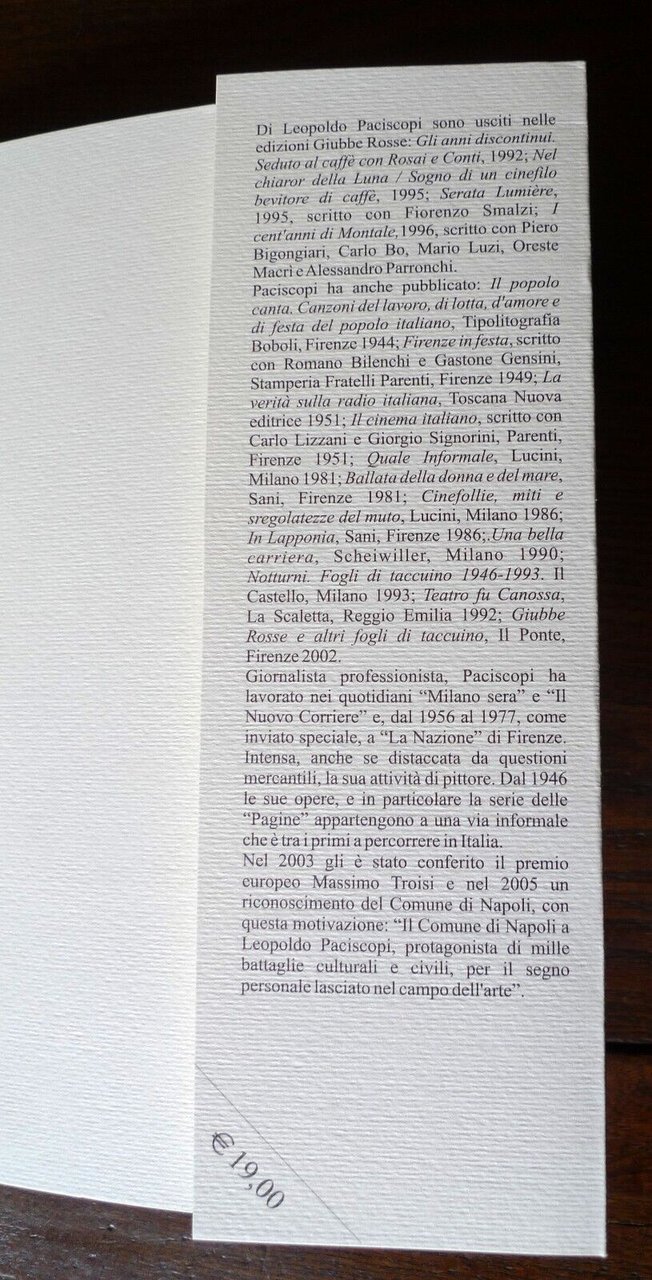 Di Leopoldo Paciscopi sono usciti nelle
edizioni Giubbe Rosse: Gli anni discontinui.
Seduto al caffè con Rosai e Conti, 1992; Nel
chiaror della Luna / Sogno di un cinefilo
bevitore di caffè, 1995; Serata Lumière,
1995, scritto con Fiorenzo Smalzi; I
cent'anni di Montale,1996, scritto con Piero
Bigongiari, Carlo Bo, Mario Luzi, Oreste
Macrì e Alessandro Parronchi.
Paciscopi ha anche pubblicato: Il popolo
canta. Canzoni del lavoro, di lotta, d'amore e
di festa del popolo italiano, Tipolitografia
Boboli, Firenze 1944; Firenze in festa, scritto
con Romano Bilenchi e Gastone Gensini,
Stamperia Fratelli Parenti, Firenze 1949; La
verità sulla radio italiana, Toscana Nuova
editrice 1951; Il cinema italiano, scritto con
Carlo Lizzani e Giorgio Signorini, Parenti,
Firenze 1951; Quale Informale, Lucini,
Milano 1981; Ballata della donna e del mare,
Sani, Firenze 1981; Cinefollie, miti e
sregolatezze del muto, Lucini, Milano 1986;
In Lapponia, Sani, Firenze 1986;.Una bella
carriera, Scheiwiller, Milano 1990;
Notturni. Fogli di taccuino 1946-1993. Il
Castello, Milano 1993; Teatro fu Canossa,
La Scaletta, Reggio Emilia 1992; Giubbe
Rosse e altri fogli di taccuino, Il Ponte,
Firenze 2002.
Giornalista professionista, Paciscopi ha
lavorato nei quotidiani “Milano sera” e “Il
Nuovo Corriere” e, dal 1956 al 1977, come
inviato speciale, a “La Nazione” di Firenze.
Intensa, anche se distaccata da questioni
mercantili, la sua attività di pittore. Dal 1946
le sue opere, e in particolare la serie delle
“Pagine” appartengono a una via informale
che è tra i primi a percorrere in Italia.
Nel 2003 gli è stato conferito il premio
europeo Massimo Troisi e nel 2005 un
riconoscimento del Comune di Napoli, con
questa motivazione: “Il Comune di Napoli a
Leopoldo Paciscopi, protagonista di mille
battaglie culturali e civili, per il segno
personale lasciato nel campo dell'arte”.
€ 19,00